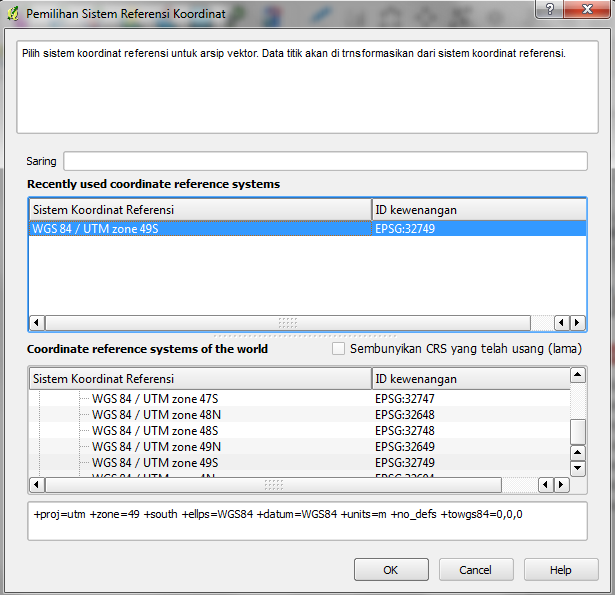 Pemilihan Sistem Referensi Koordinat
Pilih sistem koordinat referensi untuk arsip vektor. Data titik akan di trnsformasikan dari sistem koordinat referensi.
Saring
Recently used coordinate reference systems
Sistem Koordinat Referensi ID kewenangan
WGS 84 / UTM zone 49S EPSG:32749
Coordinate reference systems of the world Sembunyikan CRS yang telah usang (lama)
Sistem Koordinat Referensi ID kewenangan
WGS 84 / UTM zone 47S EPSG:32747
WGS 84 / UTM zone 48N EPSG:32648
WGS 84 / UTM zone 48S EPSG:32748
WGS 84 / UTM zone 49N EPSG:32649
WGS 84 / UTM zone 49S EPSG:32749
+proj=utm +zone=49 +south +ellps=WGS84 +datum=WGS84 +units=m +no_defs +towgs84=0,0,0
OK Cancel Help